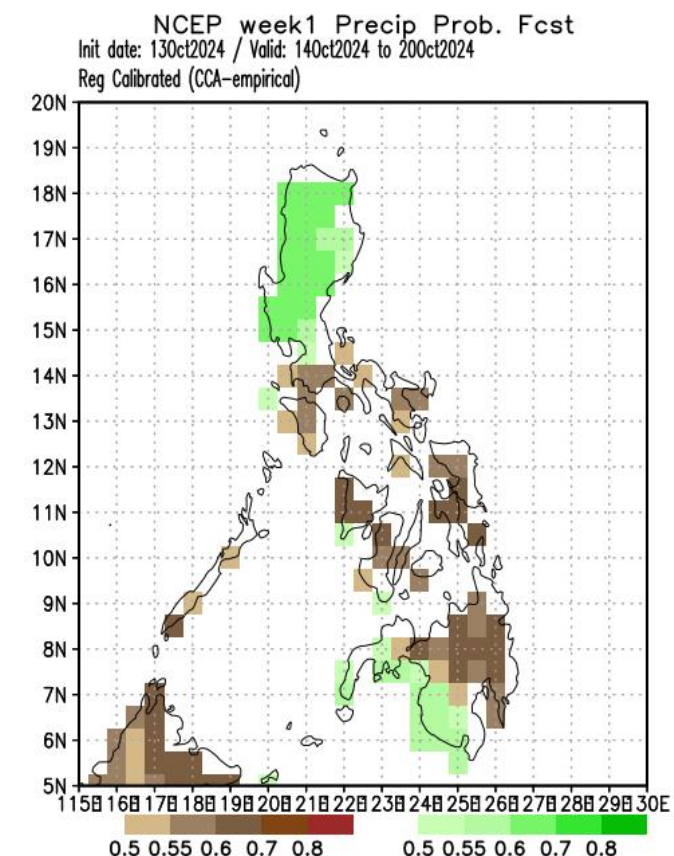 NCEP week1 Precip Prob. Fcst
Init date: 13Oct2024 / Valid: 14Oct2024 to 20Oct2024
Reg Calibrated (CCA-empirical)
20N
19N
18N
17N
16N
15N
14N
13N
12N
11N
10N
9N
8N
7N
6N
5N
115E 116E 117E 118E 119E 120E 121E 122E 123E 124E 125E 126E 127E 128E 129E 130E
0.5 0.55 0.6 0.7 0.8 0.5 0.55 0.6 0.7 0.8